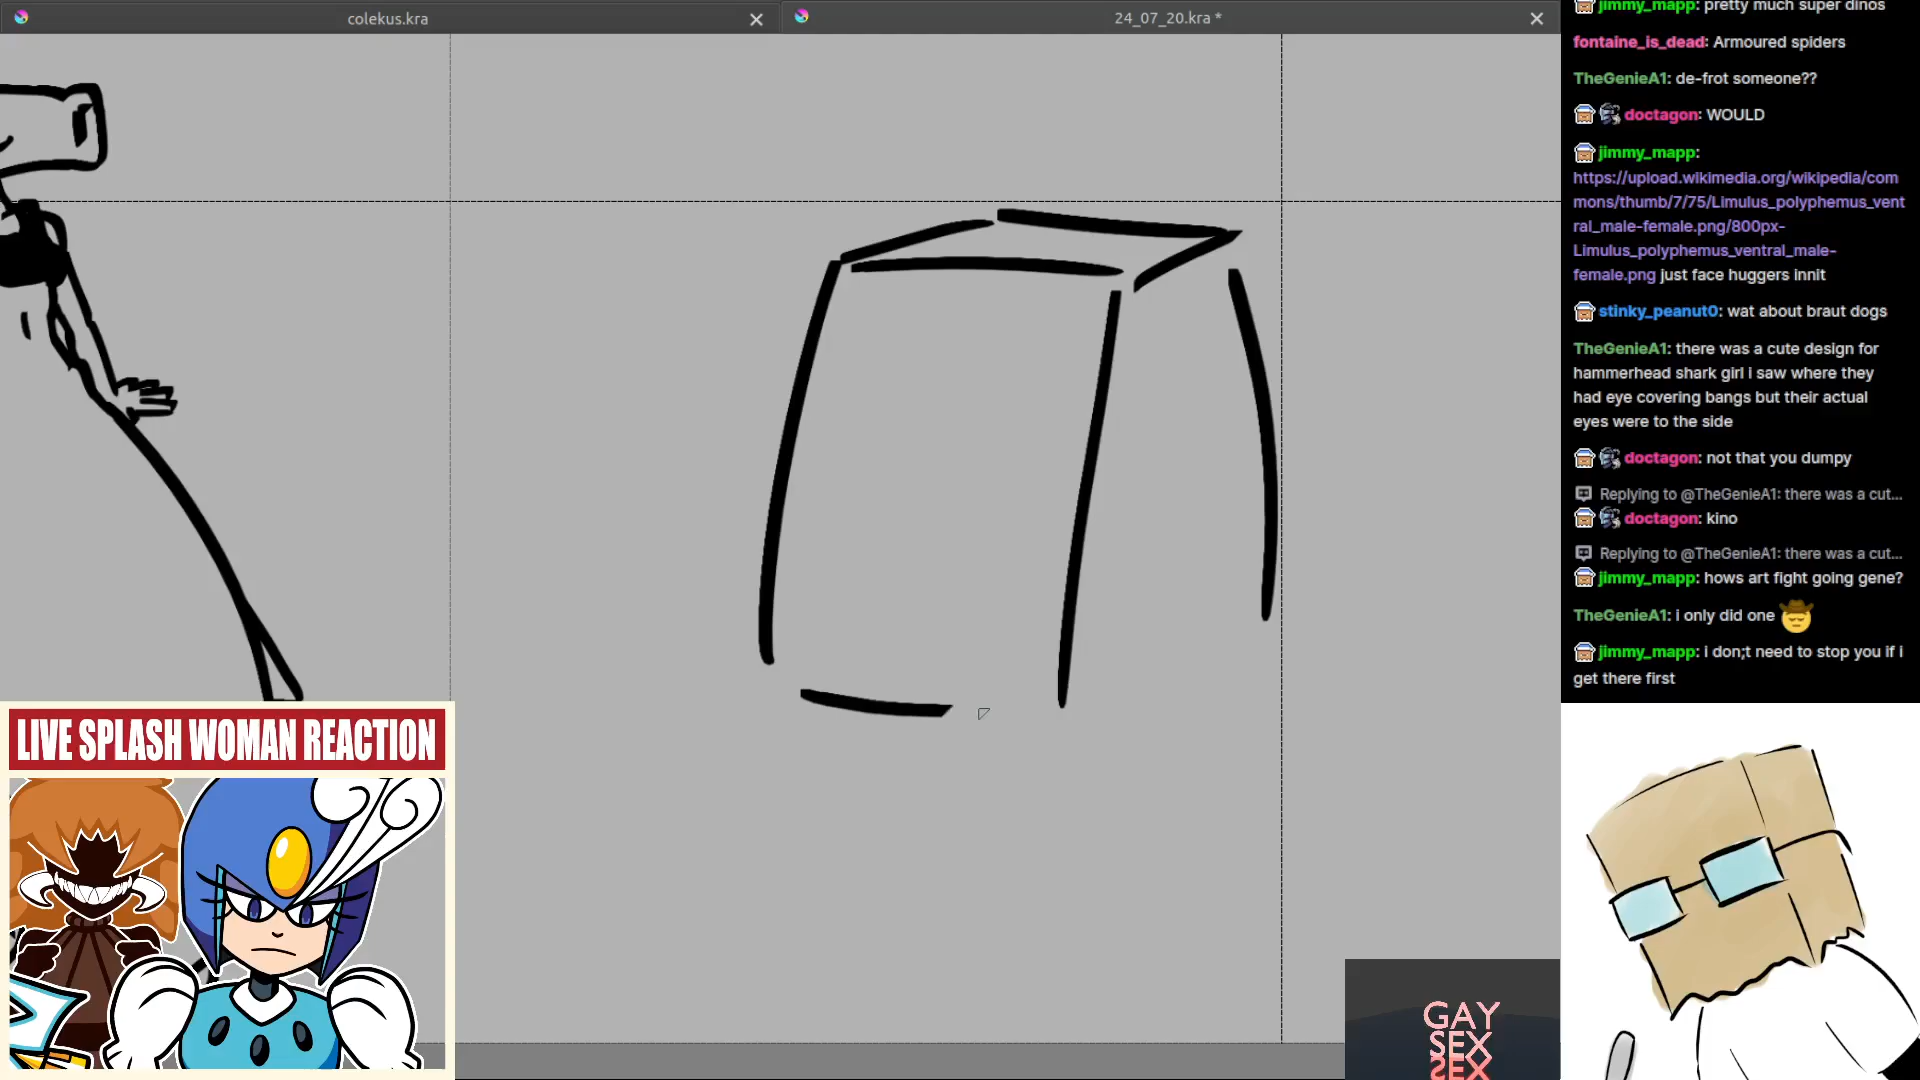 colekus.kra
24_07_20.kra *
jimmy_mapp: pretty much super dinos
fontaine_is_dead: Armoured spiders
TheGenieA1: de-frot someone??
doctagon: WOULD
jimmy_mapp:
https://upload.wikimedia.org/wikipedia/com
mons/thumb/7/75/Limulus_polyphemus_vent
ral_male-female.png/800px-
Limulus_polyphemus_ventral_male-
female.png just face huggers innit
stinky_peanut0: wat about braut dogs
TheGenieA1: there was a cute design for
hammerhead shark girl i saw where they
had eye covering bangs but their actual
eyes were to the side
doctagon: not that you dumpy
Replying to @TheGenieA1: there was a cut...
doctagon: kino
Replying to @TheGenieA1: there was a cut...
jimmy_mapp: hows art fight going gene?
TheGenieA1: i only did one
jimmy_mapp: i don;t need to stop you if i
get there first
LIVE SPLASH WOMAN REACTION
GAY
SEX
SEX